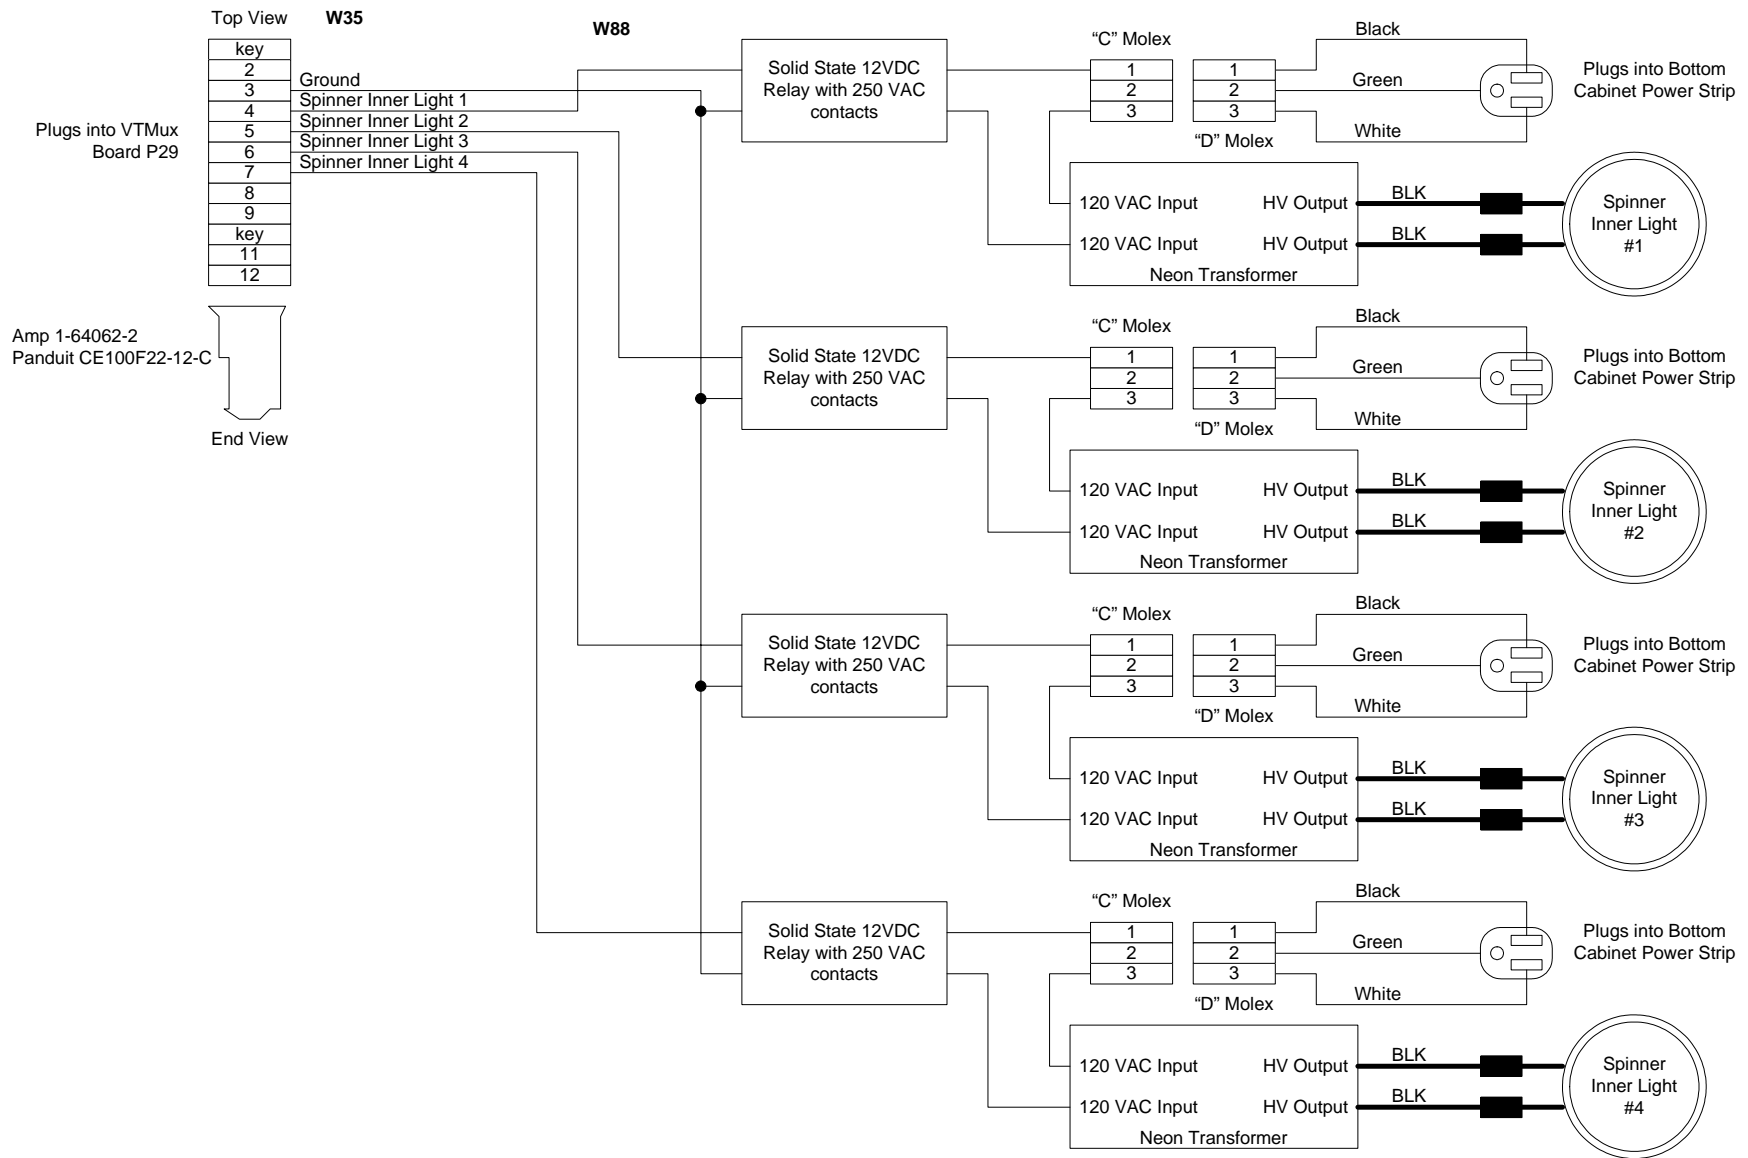 Top View
W35
W88
key
2
3
4
5
6
7
8
9
key
11
12
Ground
Spinner Inner Light 1
Spinner Inner Light 2
Spinner Inner Light 3
Spinner Inner Light 4
Plugs into VTMux
Board P29
Amp 1-64062-2
Panduit CE100F22-12-C
End View
Solid State 12VDC
Relay with 250 VAC
contacts
“C” Molex
1
2
3
1
2
3
“D” Molex
Black
Green
White
Plugs into Bottom
Cabinet Power Strip
120 VAC Input
HV Output
120 VAC Input
HV Output
Neon Transformer
BLK
BLK
Spinner
Inner Light
#1
Solid State 12VDC
Relay with 250 VAC
contacts
“C” Molex
1
2
3
1
2
3
“D” Molex
Black
Green
White
Plugs into Bottom
Cabinet Power Strip
120 VAC Input
HV Output
120 VAC Input
HV Output
Neon Transformer
BLK
BLK
Spinner
Inner Light
#2
Solid State 12VDC
Relay with 250 VAC
contacts
“C” Molex
1
2
3
1
2
3
“D” Molex
Black
Green
White
Plugs into Bottom
Cabinet Power Strip
120 VAC Input
HV Output
120 VAC Input
HV Output
Neon Transformer
BLK
BLK
Spinner
Inner Light
#3
Solid State 12VDC
Relay with 250 VAC
contacts
“C” Molex
1
2
3
1
2
3
“D” Molex
Black
Green
White
Plugs into Bottom
Cabinet Power Strip
120 VAC Input
HV Output
120 VAC Input
HV Output
Neon Transformer
BLK
BLK
Spinner
Inner Light
#4